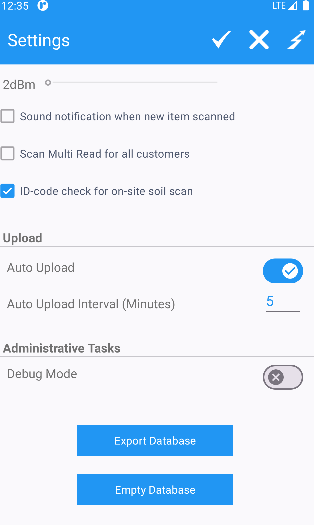 12:35
LTE
Settings
2dBm
Sound notification when new item scanned
Scan Multi Read for all customers
ID-code check for on-site soil scan
Upload
Auto Upload
Auto Upload Interval (Minutes) 5
Administrative Tasks
Debug Mode
Export Database
Empty Database